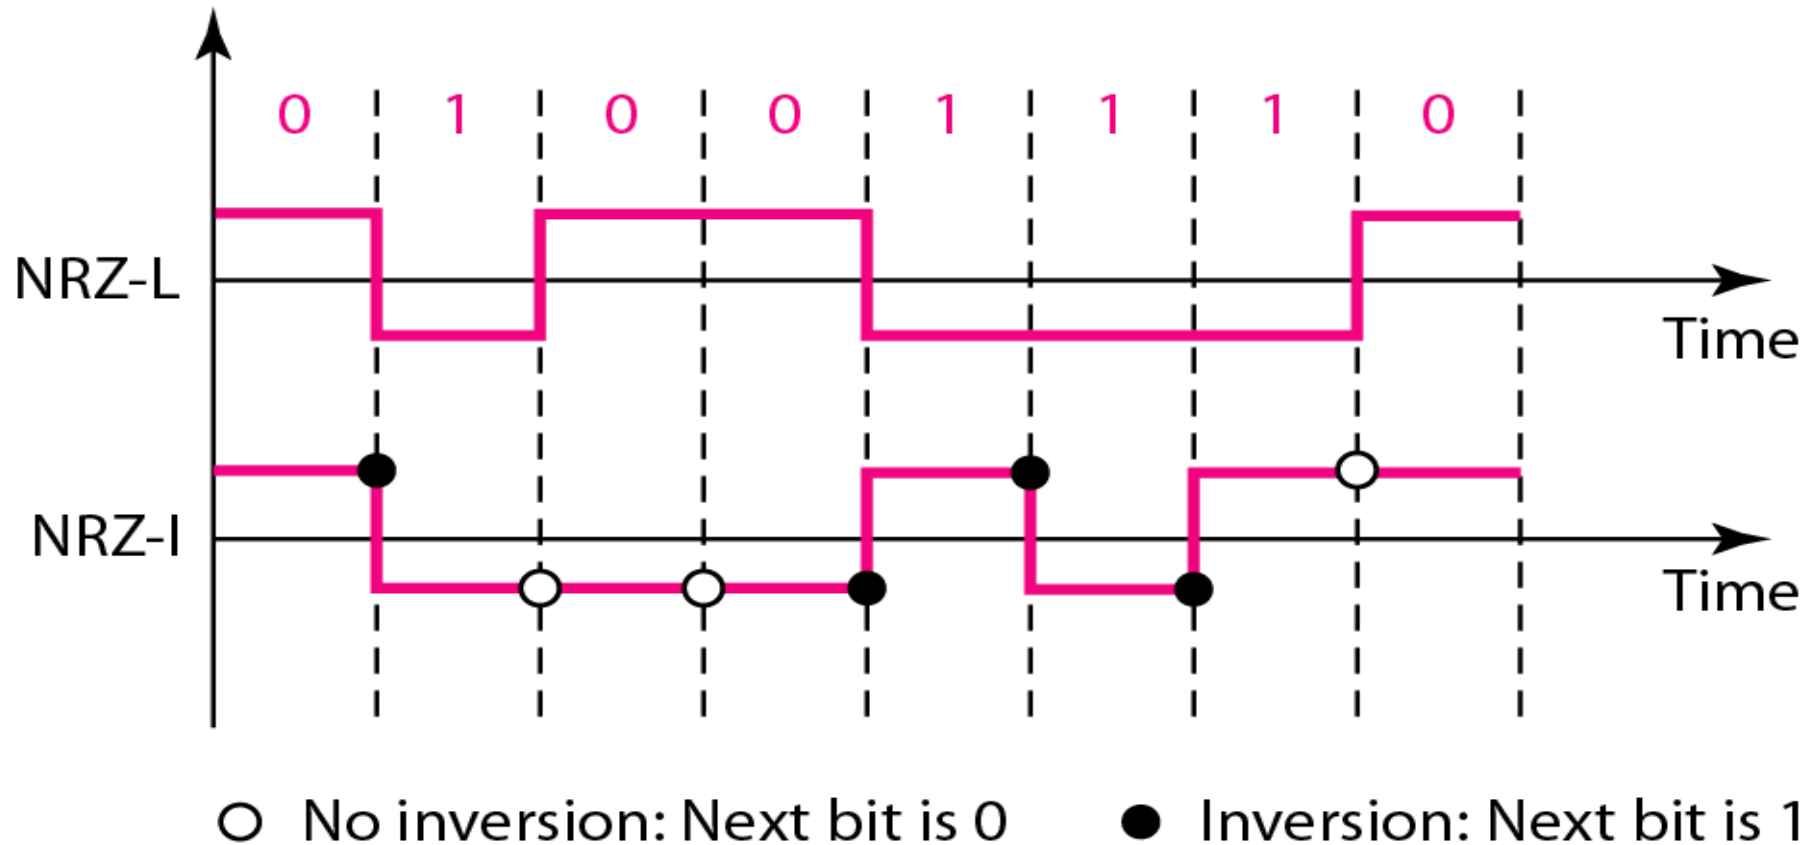 0 1 0 0 1 1 1 0
NRZ-L
Time
NRZ-I
Time
No inversion: Next bit is 0
Inversion: Next bit is 1